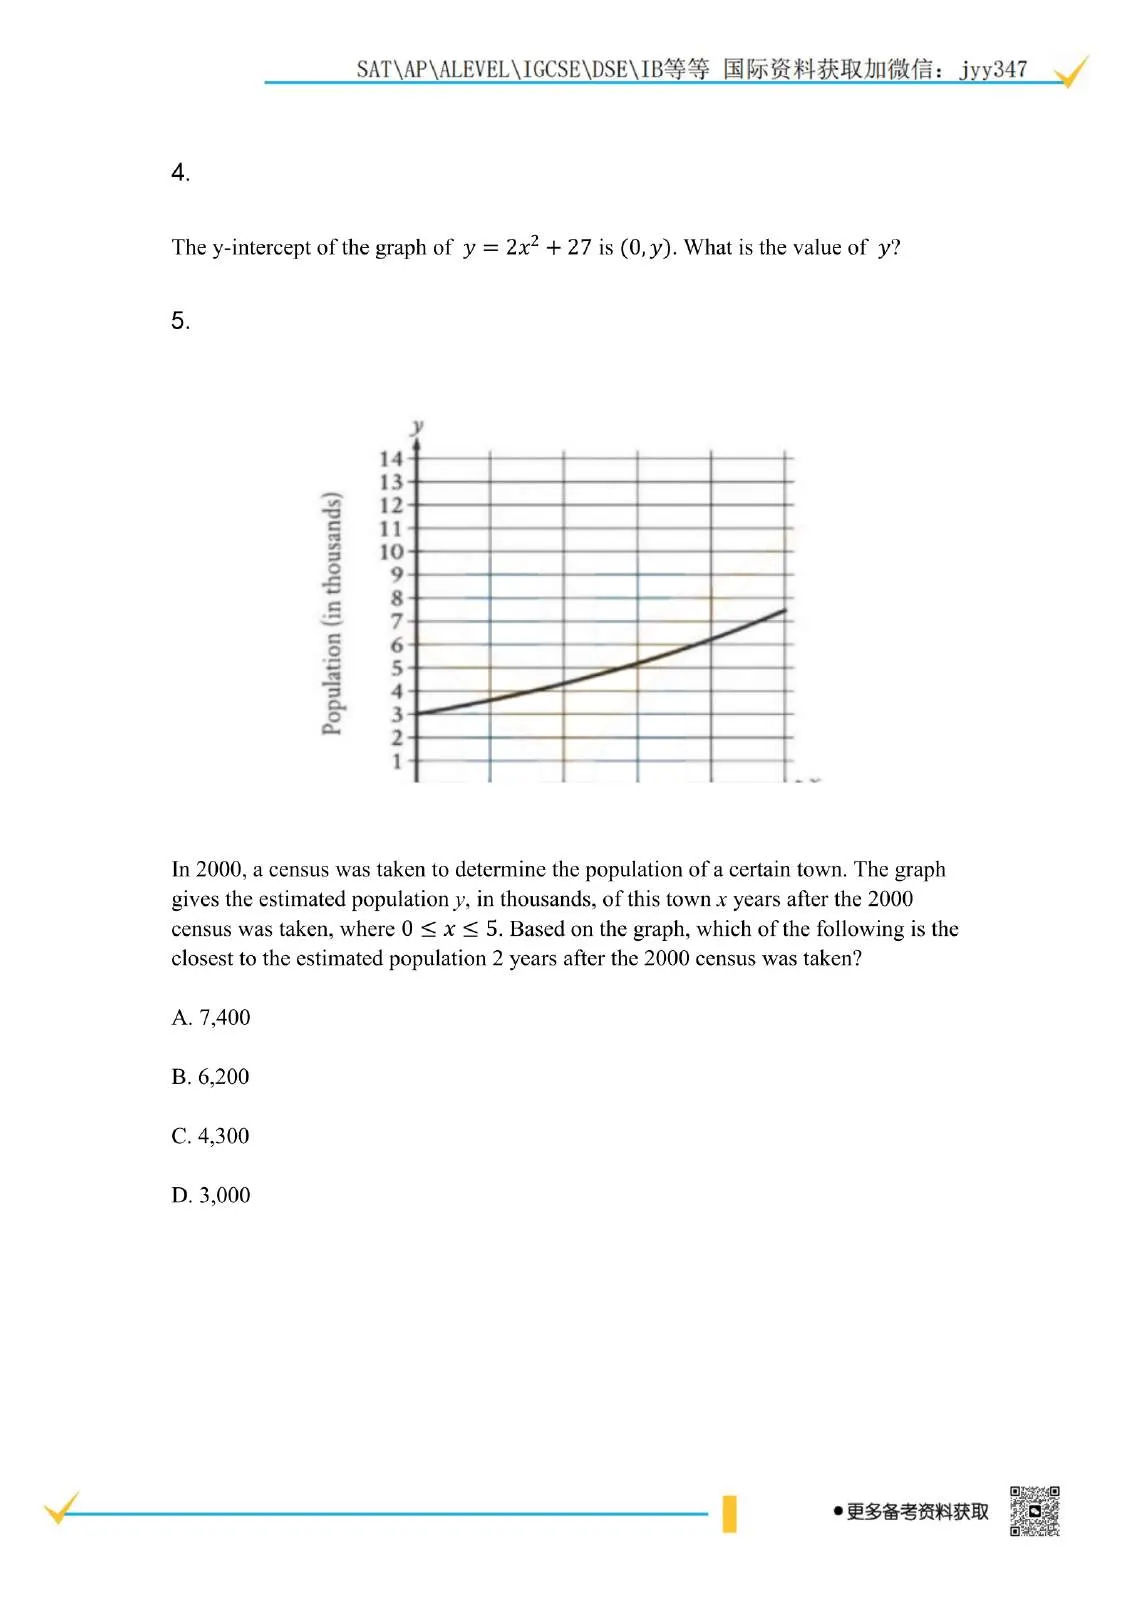 SAT\AP\ALEVEL\IGCSE\DSE\IB等等 国际资料获取加微信：jyy347
4.
The y-intercept of the graph of y = 2x² + 27 is (0, y). What is the value of y?
5.
y
14
13
12
11
10
9
8
7
6
5
4
3
2
1
Population (in thousands)
In 2000, a census was taken to determine the population of a certain town. The graph
gives the estimated population y, in thousands, of this town x years after the 2000
census was taken, where 0 ≤ x ≤ 5. Based on the graph, which of the following is the
closest to the estimated population 2 years after the 2000 census was taken?
A. 7,400
B. 6,200
C. 4,300
D. 3,000
●更多备考资料获取